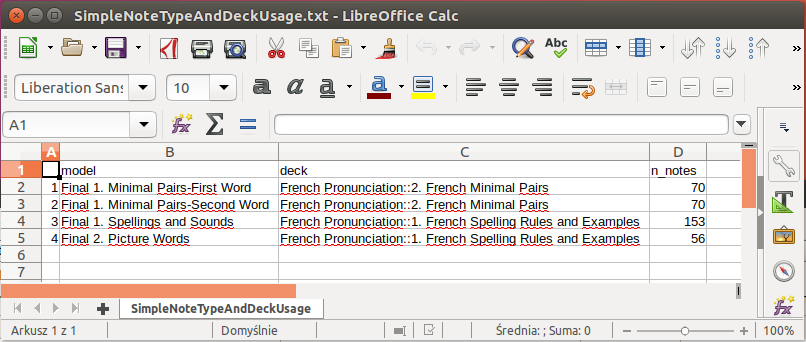 SimpleNoteTypeAndDeckUsage.txt - LibreOffice Calc
Abc
»
Liberation Sans
10
a a a a
»
A1
A B C D
1 model deck n_notes
2 1 Final 1. Minimal Pairs-First Word French Pronunciation::2. French Minimal Pairs 70
3 2 Final 1. Minimal Pairs-Second Word French Pronunciation::2. French Minimal Pairs 70
4 3 Final 1. Spellings and Sounds French Pronunciation::1. French Spelling Rules and Examples 153
5 4 Final 2. Picture Words French Pronunciation::1. French Spelling Rules and Examples 56
6
7
SimpleNoteTypeAndDeckUsage
Arkusz 1 z 1 Domyślnie Średnia: ; Suma: 0 100%